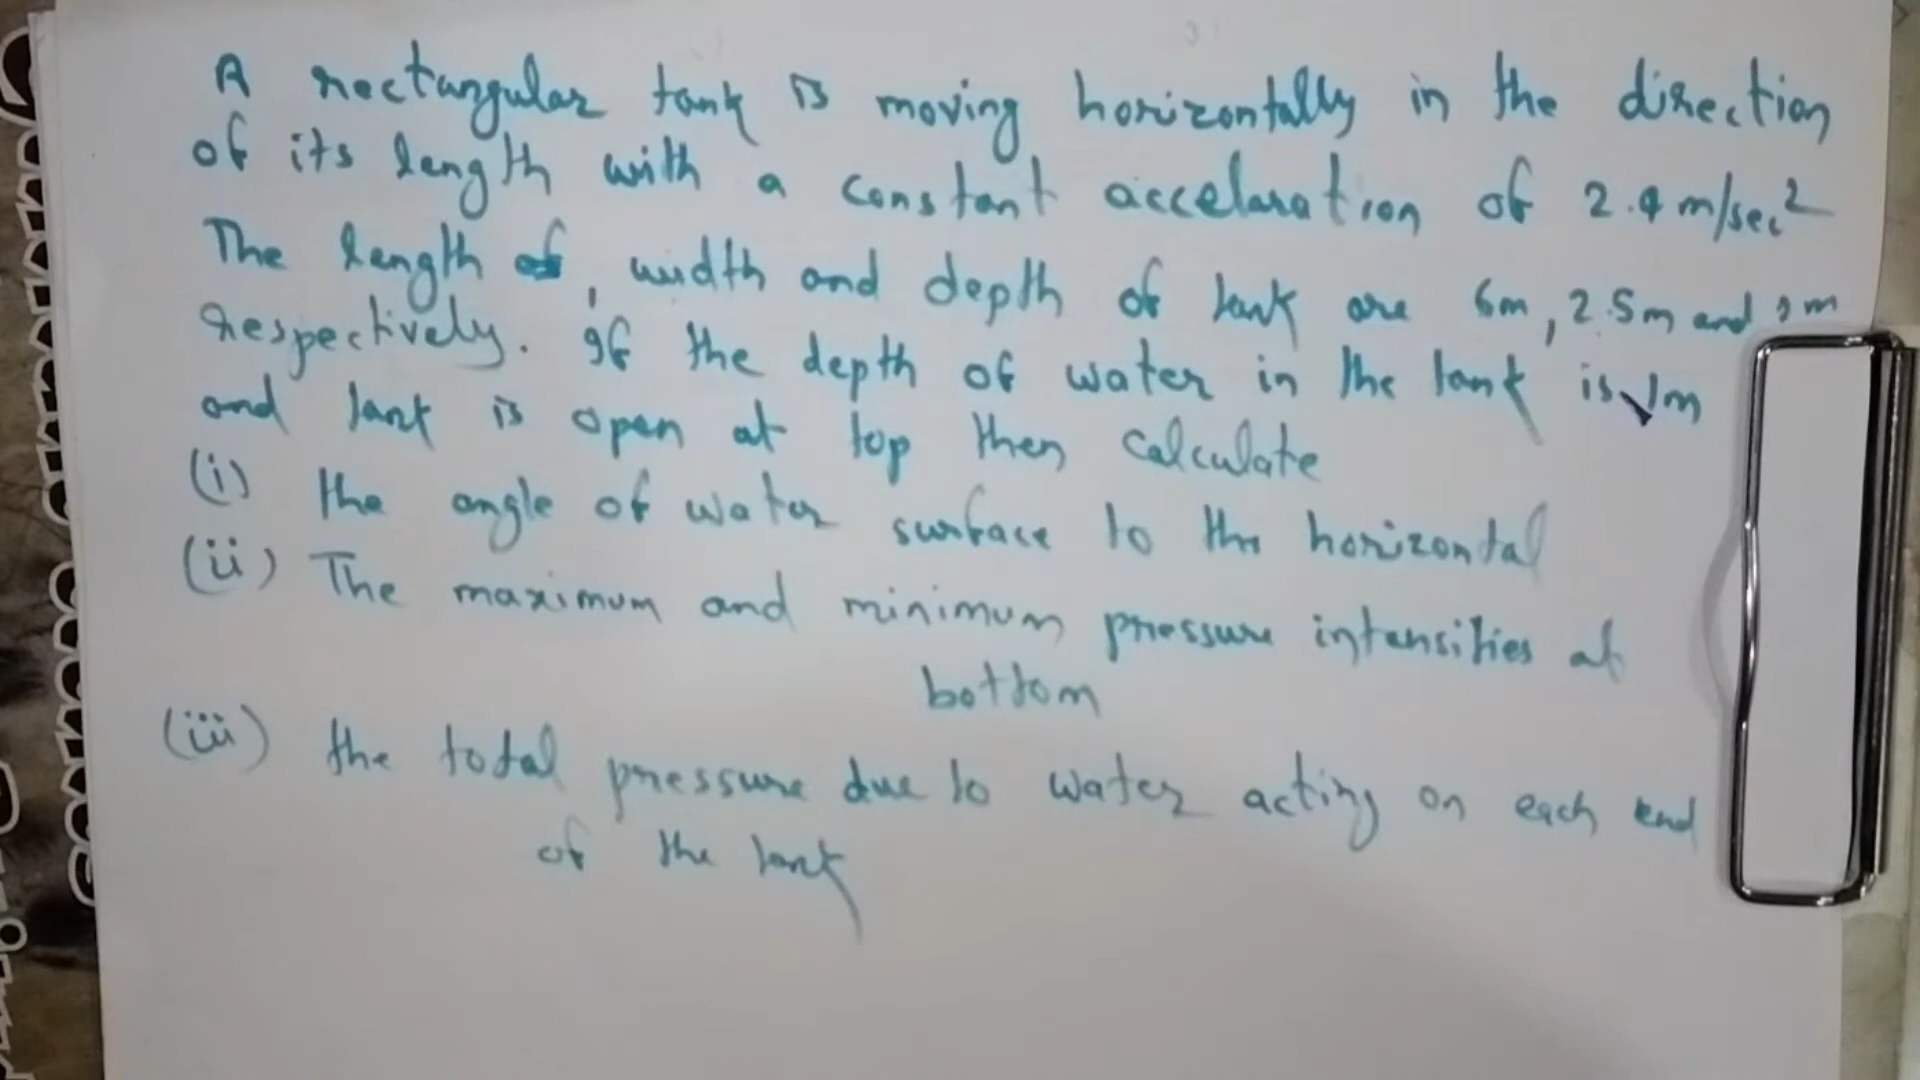 A rectangular tank is moving horizontally in the direction
of its length with a constant accelaration of 2.4 m/sec²
The length, width and depth of tank are 6m, 2.5m and 2m
respectively. If the depth of water in the tank is 1m
and tank is open at top then calculate
(i) the angle of water surface to the horizontal
(ii) The maximum and minimum pressure intensities at
bottom
(iii) the total pressure due to water acting on each end
of the tank